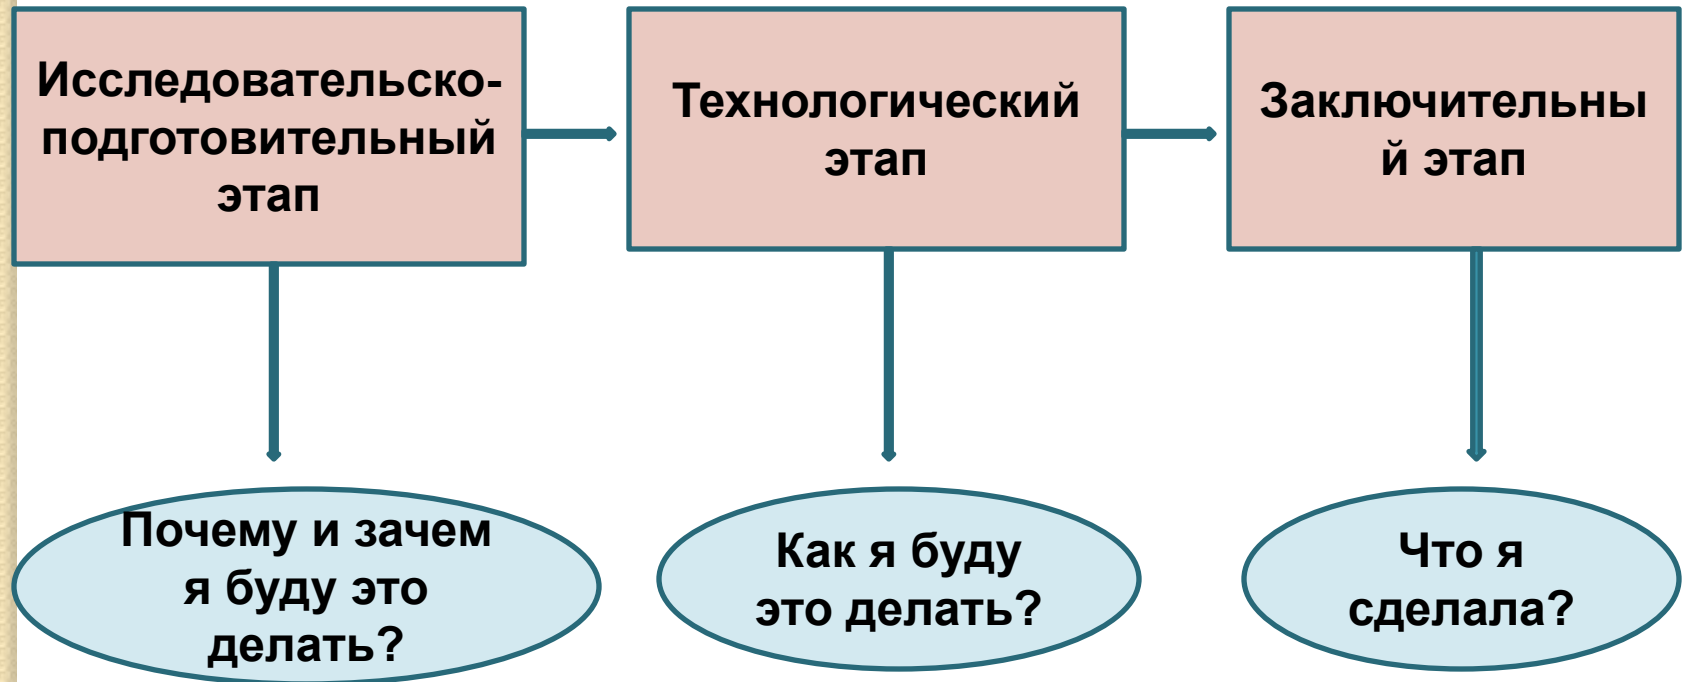 Исследовательско-
подготовительный
этап
Технологический
этап
Заключительны
й этап
Почему и зачем
я буду это
делать?
Как я буду
это делать?
Что я
сделала?